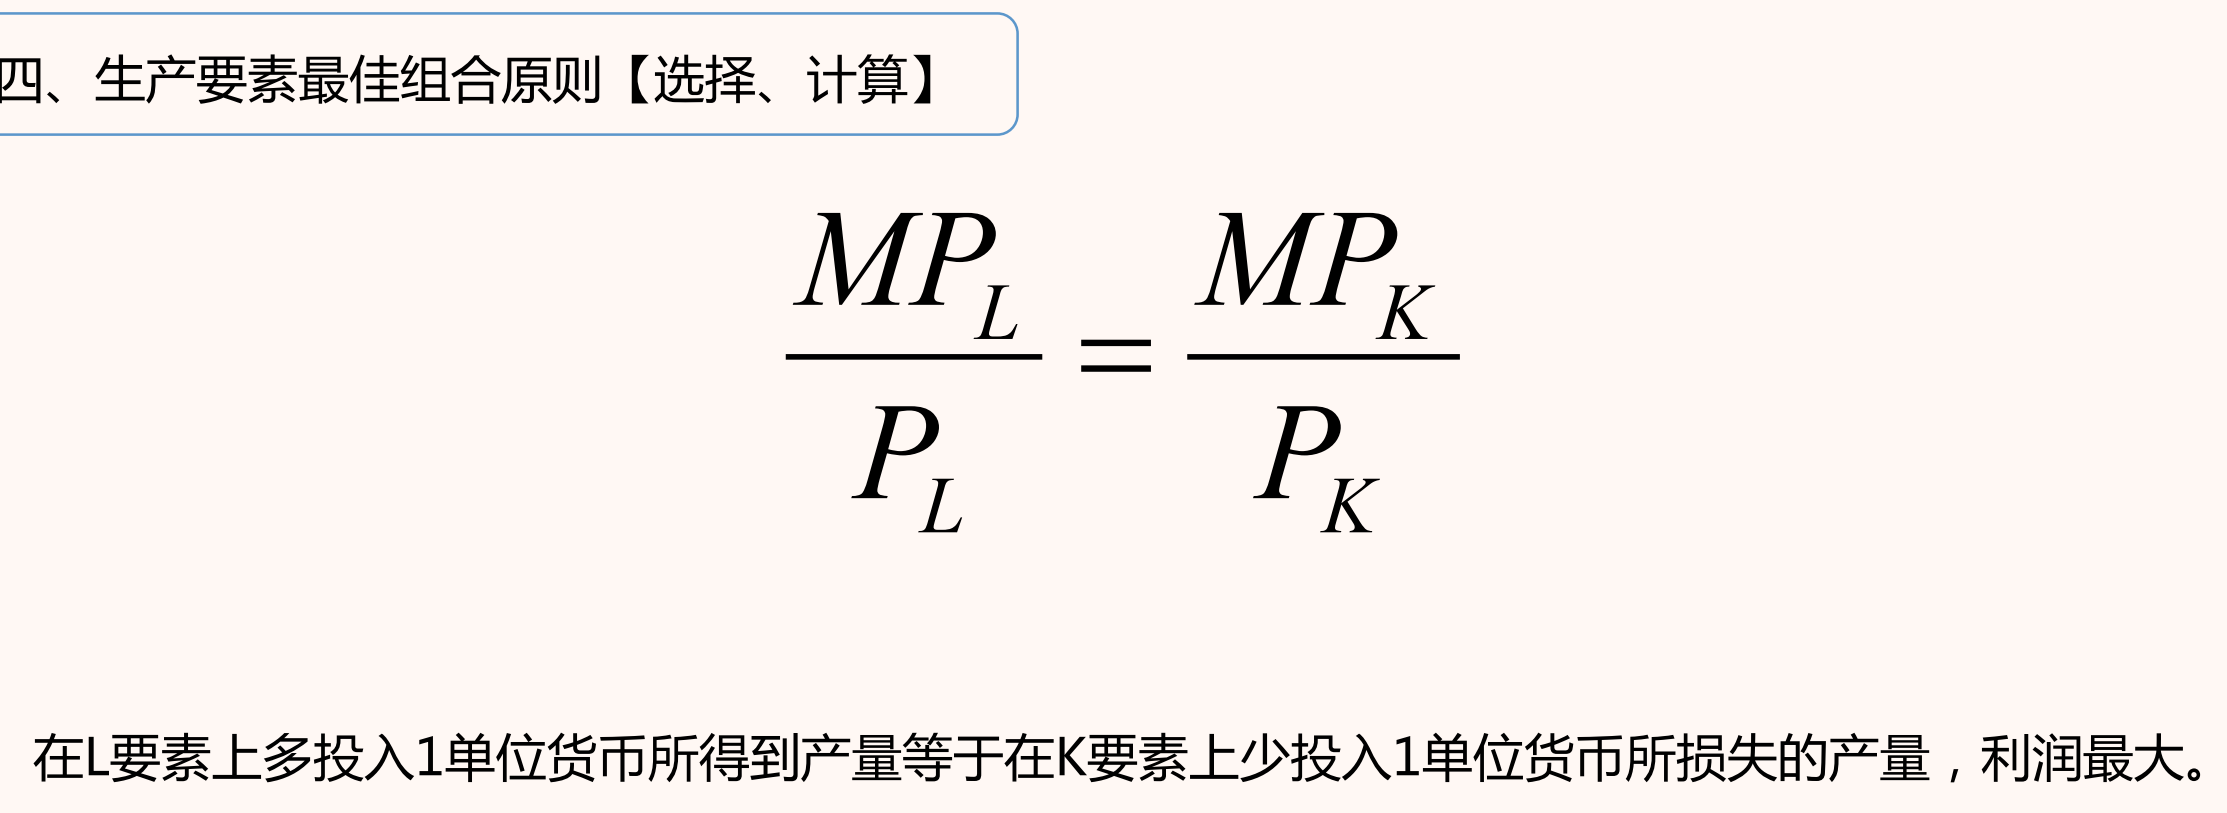 四、生产要素最佳组合原则【选择、计算】
MP_L / P_L = MP_K / P_K
在L要素上多投入1单位货币所得到产量等于在K要素上少投入1单位货币所损失的产量，利润最大。